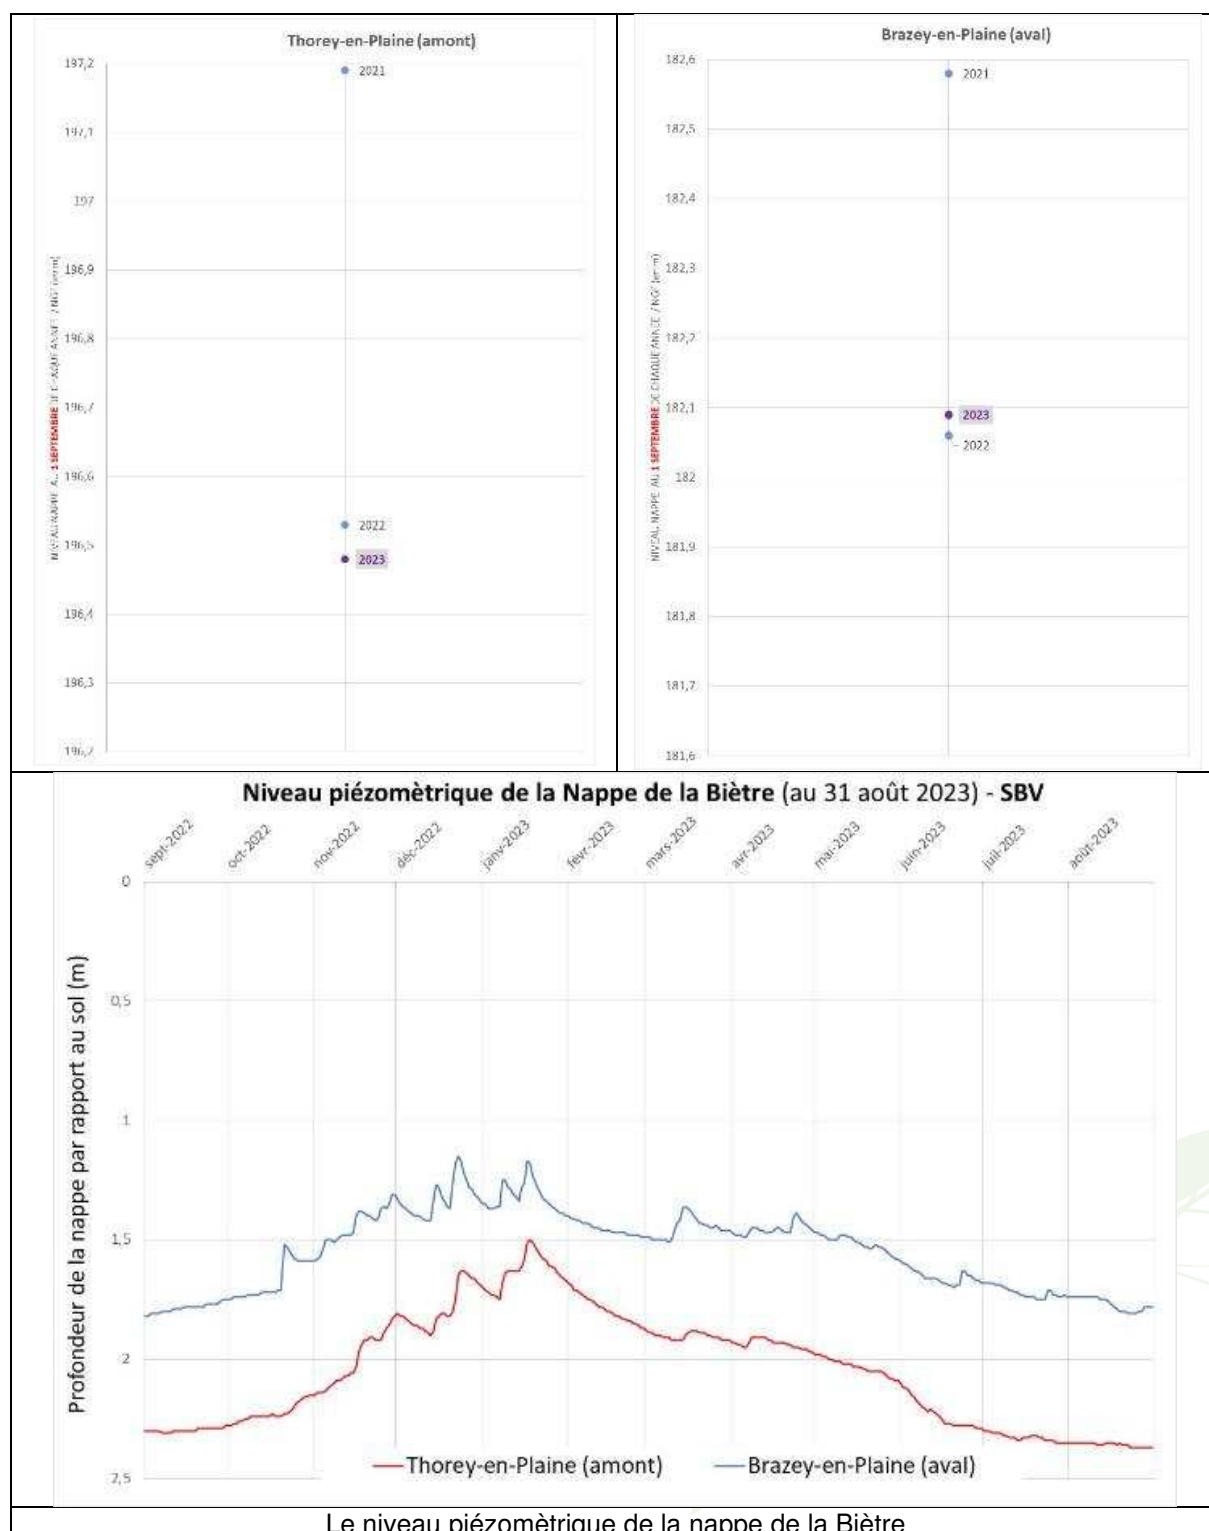 Thorey-en-Plaine (amont)
197,2
197,1
197
196,9
196,8
196,7
196,6
196,5
196,4
196,3
196,2
NIVEAU NAPPE AU 1 SEPTEMBRE DE CHAQUE ANNEE / NGF (en m)
2021
2022
2023
Brazey-en-Plaine (aval)
182,6
182,5
182,4
182,3
182,2
182,1
182
181,9
181,8
181,7
181,6
NIVEAU NAPPE AU 1 SEPTEMBRE DE CHAQUE ANNEE / NGF (en m)
2021
2023
2022
Niveau piézomètrique de la Nappe de la Biètre (au 31 août 2023) - SBV
sept-2022
oct-2022
nov-2022
déc-2022
janv-2023
févr-2023
mars-2023
avr-2023
mai-2023
juin-2023
juil-2023
août-2023
Profondeur de la nappe par rapport au sol (m)
0
0,5
1
1,5
2
2,5
Thorey-en-Plaine (amont)
Brazey-en-Plaine (aval)
Le niveau piézomètrique de la nappe de la Biètre